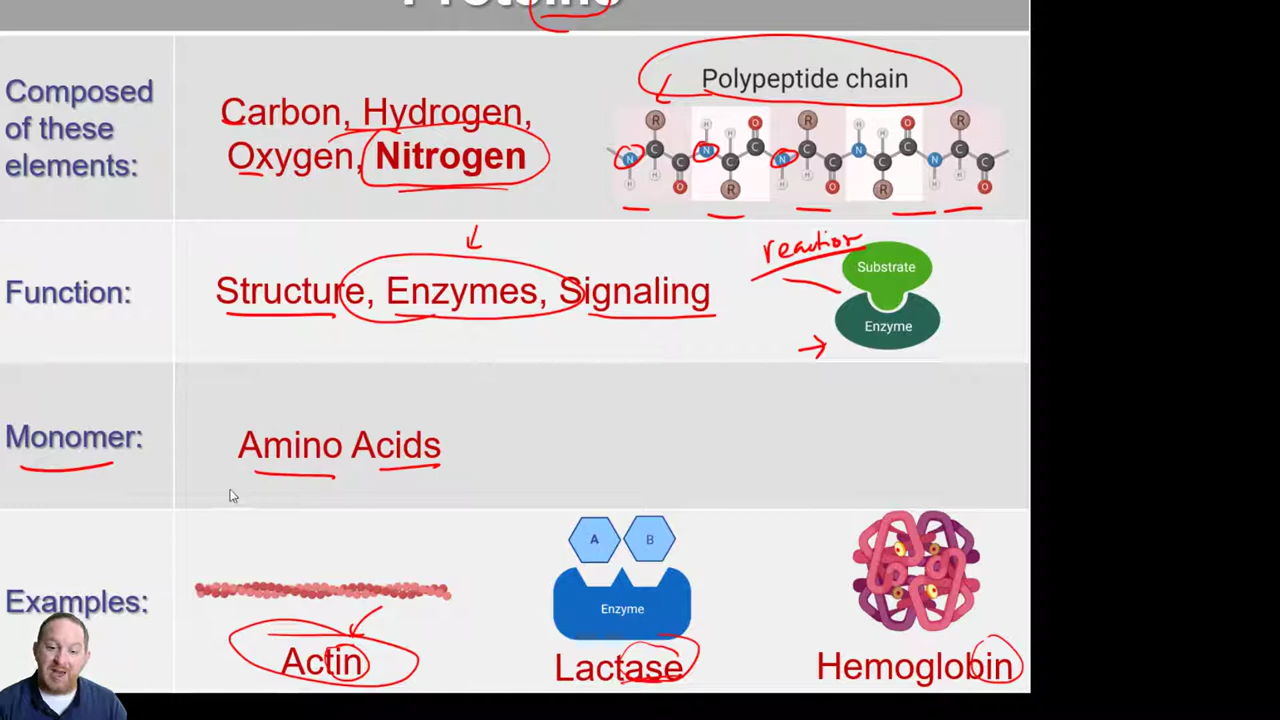 Proteins
Composed of these elements:
Carbon, Hydrogen,
Oxygen, Nitrogen
Polypeptide chain
R H O R H O R
N C C N C C N C C N C C N C C
H H O R H H O R H H O
Function:
Structure, Enzymes, Signaling
reaction
Substrate
Enzyme
Monomer:
Amino Acids
Examples:
A B
Enzyme
Actin
Lactase
Hemoglobin